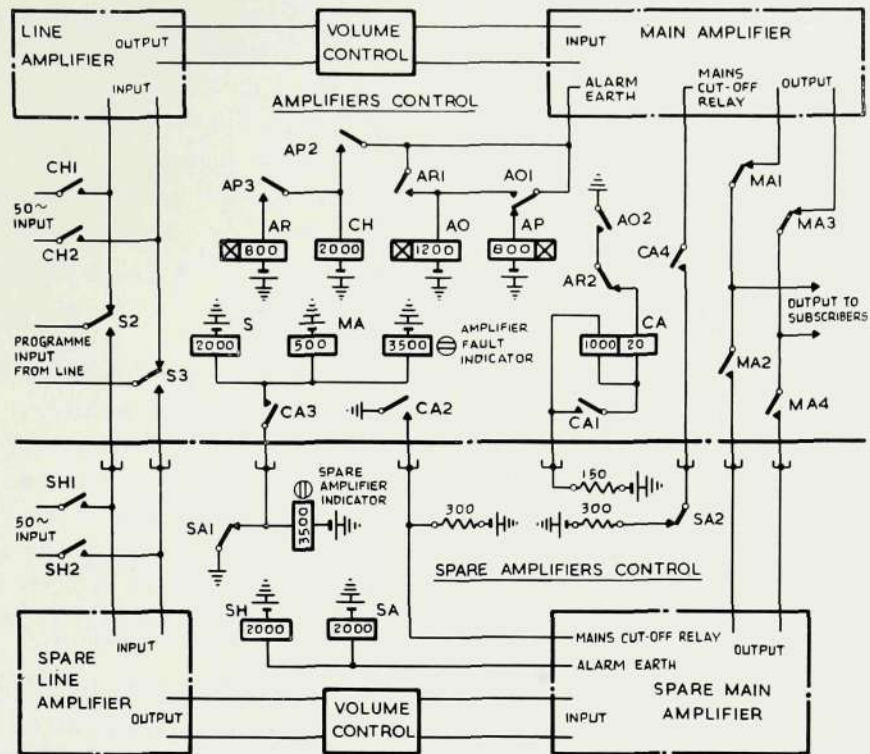 LINE
AMPLIFIER
OUTPUT
INPUT
VOLUME
CONTROL
INPUT
MAIN AMPLIFIER
ALARM
EARTH
MAINS
CUT-OFF
RELAY
OUTPUT
AMPLIFIERS CONTROL
CH1
50~
INPUT
CH2
AP2
AP3
AR1
AO1
AR
CH
AO
AP
800
2000
1200
800
AO2
AR2
CA4
MA1
MA3
OUTPUT TO
SUBSCRIBERS
S2
PROGRAMME
INPUT
FROM LINE
S3
S
MA
2000
500
3500
AMPLIFIER
FAULT
INDICATOR
CA
1000
20
MA2
MA4
CA3
CA2
CA1
SH1
50~
INPUT
SH2
SPARE
AMPLIFIER
INDICATOR
3500
SA1
150
300
300
SA2
SPARE AMPLIFIERS CONTROL
SH
2000
SA
2000
INPUT
SPARE
LINE
AMPLIFIER
OUTPUT
VOLUME
CONTROL
MAINS CUT-OFF RELAY
ALARM EARTH
OUTPUT
INPUT
SPARE MAIN
AMPLIFIER